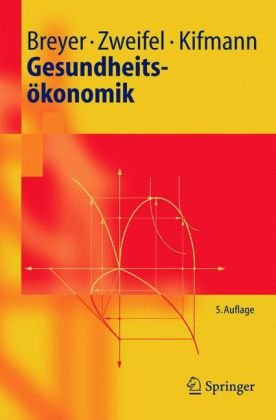 Breyer · Zweifel · Kifmann
Gesundheits-
ökonomik
5. Auflage
Springer